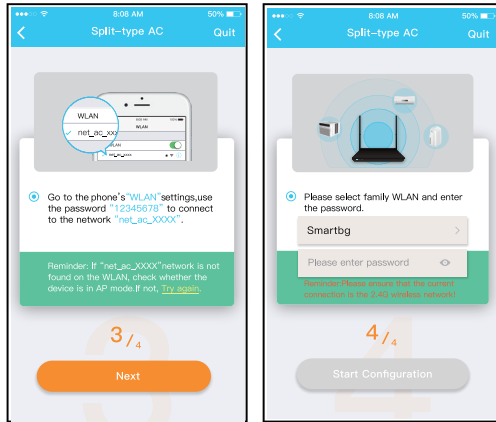 8:08 AM
50%
Split-type AC
Quit
WLAN
net_ac_xxx
WLAN
WLAN
Go to the phone's"WLAN"settings,use
the password "12345678" to connect
to the network "net_ac_XXXX".
Reminder: If "net_ac_XXXX"network is not
found on the WLAN, check whether the
device is in AP mode.If not, Try again.
3/4
Next
8:08 AM
50%
Split-type AC
Quit
Please select family WLAN and enter
the password.
Smartbg
Please enter password
Reminder:Please ensure that the current
connection is the 2.4G wireless network!
4/4
Start Configuration